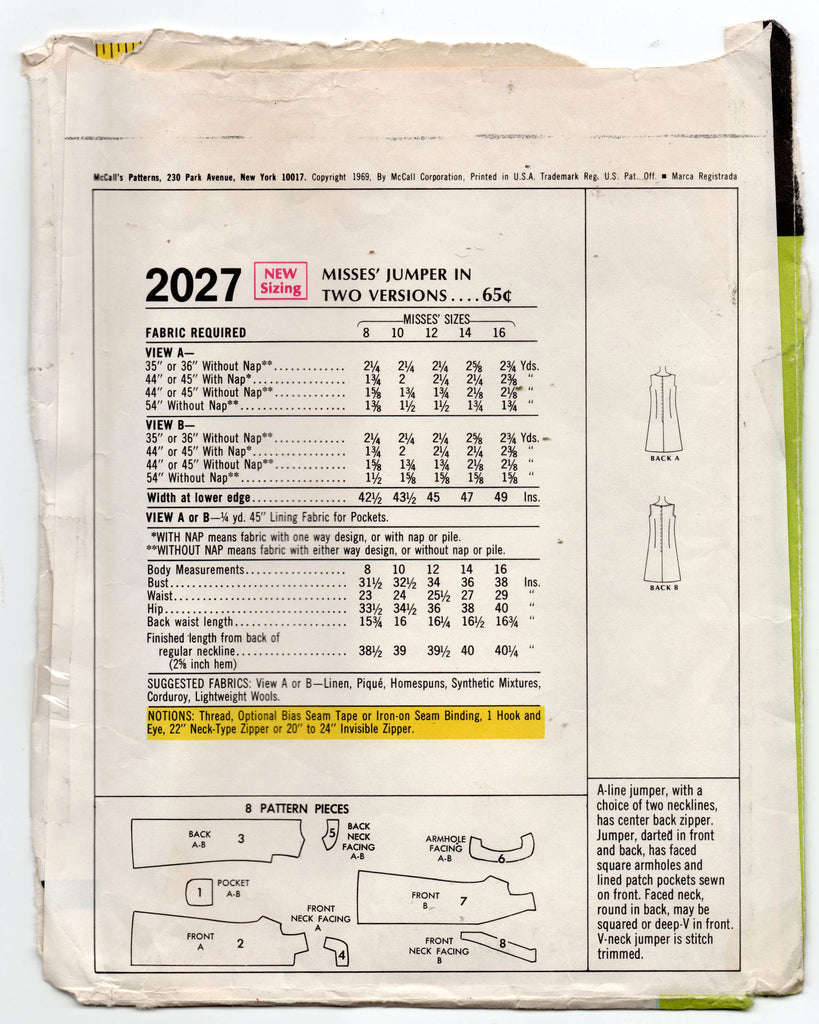 McCall's Patterns, 230 Park Avenue, New York 10017. Copyright 1969, By McCall Corporation, Printed in U.S.A. Trademark Reg. U.S. Pat. Off. ■ Marca Registrada
2027 NEW Sizing MISSES' JUMPER IN
TWO VERSIONS....65¢
MISSES' SIZES
FABRIC REQUIRED 8 10 12 14 16
VIEW A—
35" or 36" Without Nap**.............. 2¼ 2¼ 2¼ 2⅝ 2¾ Yds.
44" or 45" With Nap*.................. 1¾ 2 2¼ 2¼ 2⅜ "
44" or 45" Without Nap**.............. 1⅝ 1¾ 1¾ 2⅛ 2⅛ "
54" Without Nap**..................... 1⅜ 1½ 1½ 1¾ 1¾ "
VIEW B—
35" or 36" Without Nap**.............. 2¼ 2¼ 2¼ 2⅝ 2¾ Yds.
44" or 45" With Nap*.................. 1¾ 2 2¼ 2¼ 2⅜ "
44" or 45" Without Nap**.............. 1⅝ 1¾ 1¾ 2⅛ 2⅛ "
54" Without Nap**..................... 1½ 1⅝ 1⅝ 1⅝ 1⅝ "
Width at lower edge................... 42½ 43½ 45 47 49 Ins.
VIEW A or B—¼ yd. 45" Lining Fabric for Pockets.
*WITH NAP means fabric with one way design, or with nap or pile.
**WITHOUT NAP means fabric with either way design, or without nap or pile.
Body Measurements.................... 8 10 12 14 16
Bust................................. 31½ 32½ 34 36 38 Ins.
Waist................................ 23 24 25½ 27 29 "
Hip.................................. 33½ 34½ 36 38 40 "
Back waist length.................... 15¾ 16 16¼ 16½ 16¾ "
Finished length from back of
regular neckline..................... 38½ 39 39½ 40 40¼ "
(2⅝ inch hem)
SUGGESTED FABRICS: View A or B—Linen, Piqué, Homespuns, Synthetic Mixtures,
Corduroy, Lightweight Wools.
NOTIONS: Thread, Optional Bias Seam Tape or Iron-on Seam Binding, 1 Hook and
Eye, 22" Neck-Type Zipper or 20" to 24" Invisible Zipper.
BACK A
BACK B
8 PATTERN PIECES
BACK
A-B
3
5
BACK
NECK
FACING
A-B
ARMHOLE
FACING
A-B
6
1
POCKET
A-B
FRONT
B
7
FRONT
A
2
FRONT
NECK FACING
A
4
FRONT
NECK FACING
B
8
A-line jumper, with a
choice of two necklines,
has center back zipper.
Jumper, darted in front
and back, has faced
square armholes and
lined patch pockets sewn
on front. Faced neck,
round in back, may be
squared or deep-V in front.
V-neck jumper is stitch
trimmed.